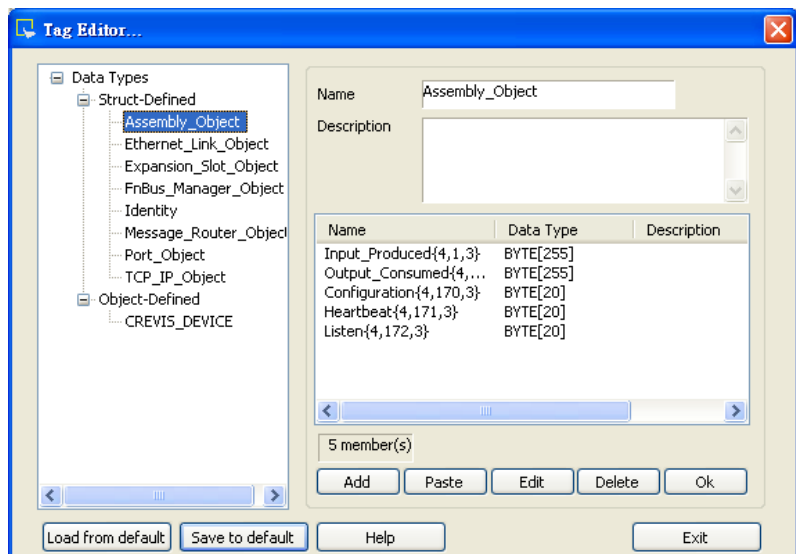 Tag Editor...
Data Types
Struct-Defined
Assembly_Object
Ethernet_Link_Object
Expansion_Slot_Object
FnBus_Manager_Object
Identity
Message_Router_Object
Port_Object
TCP_IP_Object
Object-Defined
CREVIS_DEVICE
Name Assembly_Object
Description
Name Data Type Description
Input_Produced{4,1,3} BYTE[255]
Output_Consumed{4,... BYTE[255]
Configuration{4,170,3} BYTE[20]
Heartbeat{4,171,3} BYTE[20]
Listen{4,172,3} BYTE[20]
5 member(s)
Add Paste Edit Delete Ok
Load from default Save to default Help Exit